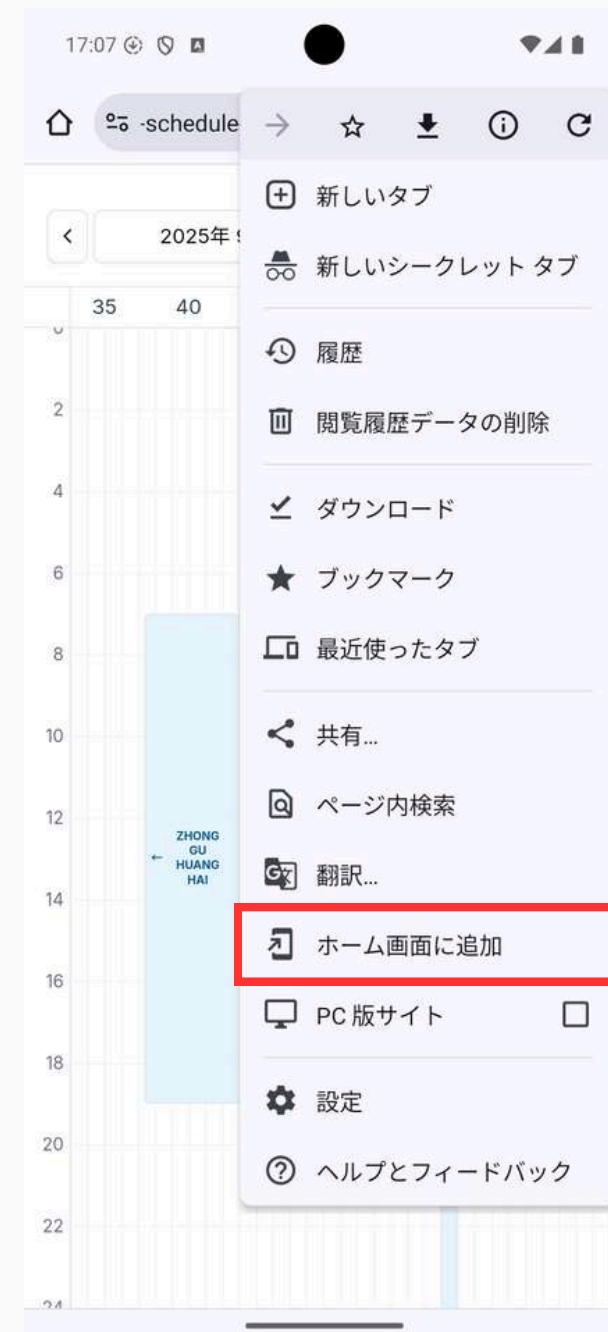 17:07
-schedule
2025年 9
35 40
0
2
4
6
8
10
12
14
16
18
20
22
24
ZHONG
GU
HUANG
HAI
新しいタブ
新しいシークレット タブ
履歴
閲覧履歴データの削除
ダウンロード
ブックマーク
最近使ったタブ
共有...
ページ内検索
翻訳...
ホーム画面に追加
PC 版サイト
設定
ヘルプとフィードバック